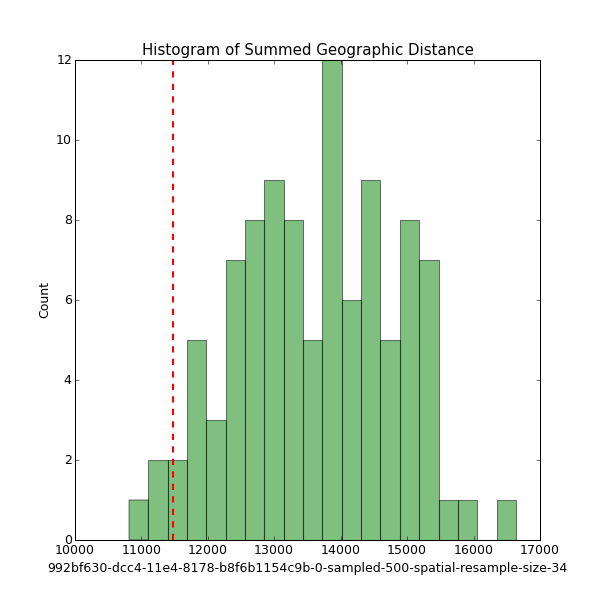 Histogram of Summed Geographic Distance
12
10
8
6
4
2
0
Count
10000 11000 12000 13000 14000 15000 16000 17000
992bf630-dcc4-11e4-8178-b8f6b1154c9b-0-sampled-500-spatial-resample-size-34